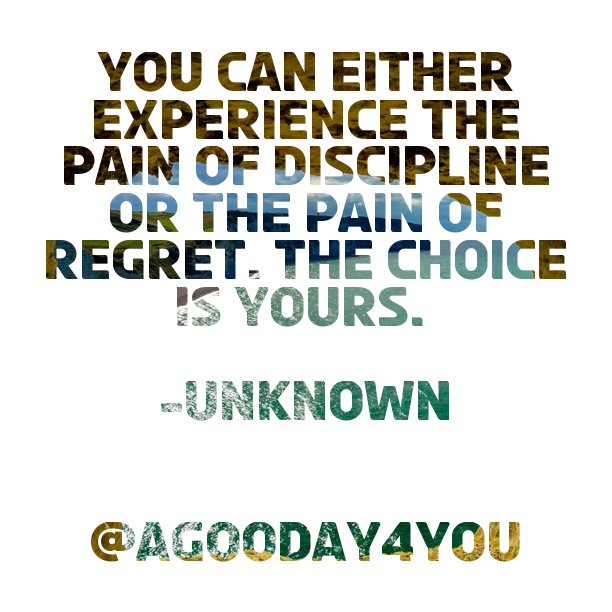 YOU CAN EITHER
EXPERIENCE THE
PAIN OF DISCIPLINE
OR THE PAIN OF
REGRET. THE CHOICE
IS YOURS.
-UNKNOWN
@AGOODAY4YOU